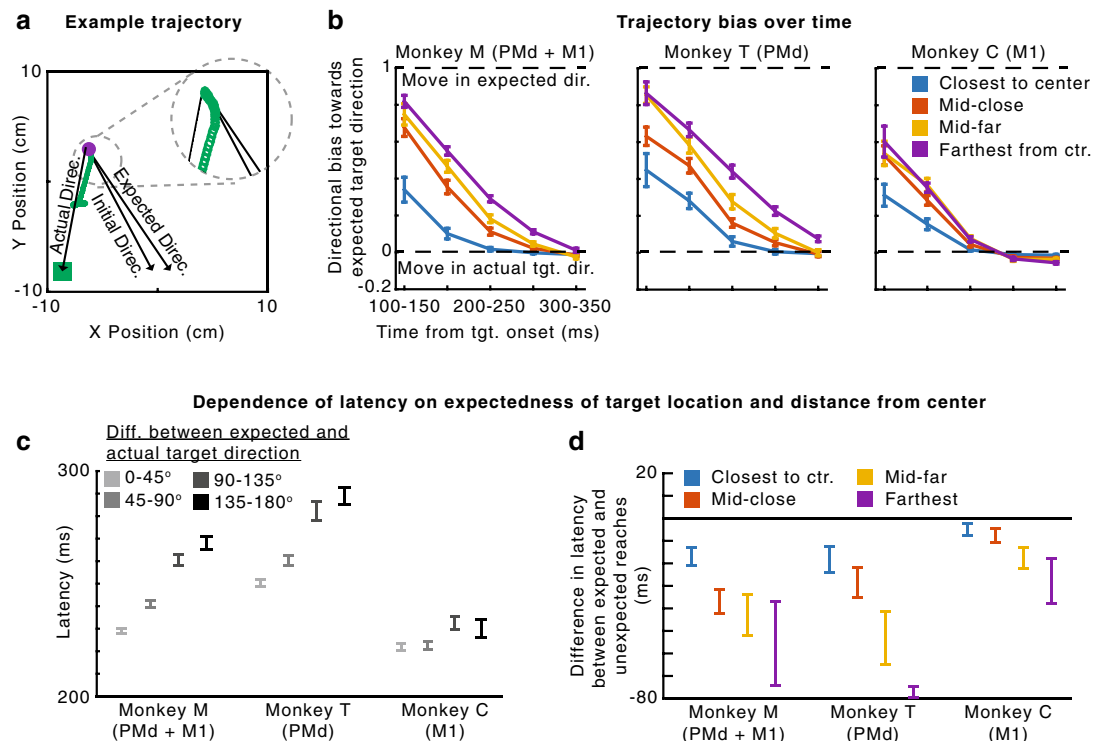 a Example trajectory
10
Y Position (cm)
-10
-10
10
X Position (cm)
Actual Direc.
Initial Direc.
Expected Direc.
b Trajectory bias over time
Monkey M (PMd + M1)
Monkey T (PMd)
Monkey C (M1)
Directional bias towards
expected target direction
1
0
-0.2
Move in expected dir.
Move in actual tgt. dir.
100-150
200-250
300-350
Time from tgt. onset (ms)
Closest to center
Mid-close
Mid-far
Farthest from ctr.
Dependence of latency on expectedness of target location and distance from center
c
Diff. between expected and
actual target direction
0-45°
45-90°
90-135°
135-180°
300
Latency (ms)
200
Monkey M
(PMd + M1)
Monkey T
(PMd)
Monkey C
(M1)
d
20
Difference in latency
between expected and
unexpected reaches
(ms)
-80
Closest to ctr.
Mid-close
Mid-far
Farthest
Monkey M
(PMd + M1)
Monkey T
(PMd)
Monkey C
(M1)